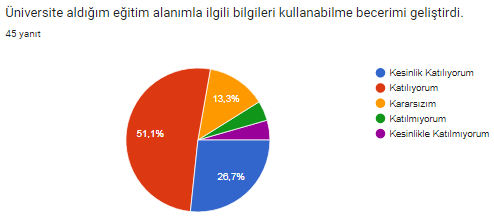 Üniversite aldığım eğitim alanımla ilgili bilgileri kullanabilme becerimi geliştirdi.
45 yanıt
Kesinlik Katılıyorum
Katılıyorum
Kararsızım
Katılmıyorum
Kesinlikle Katılmıyorum
13,3%
51,1%
26,7%